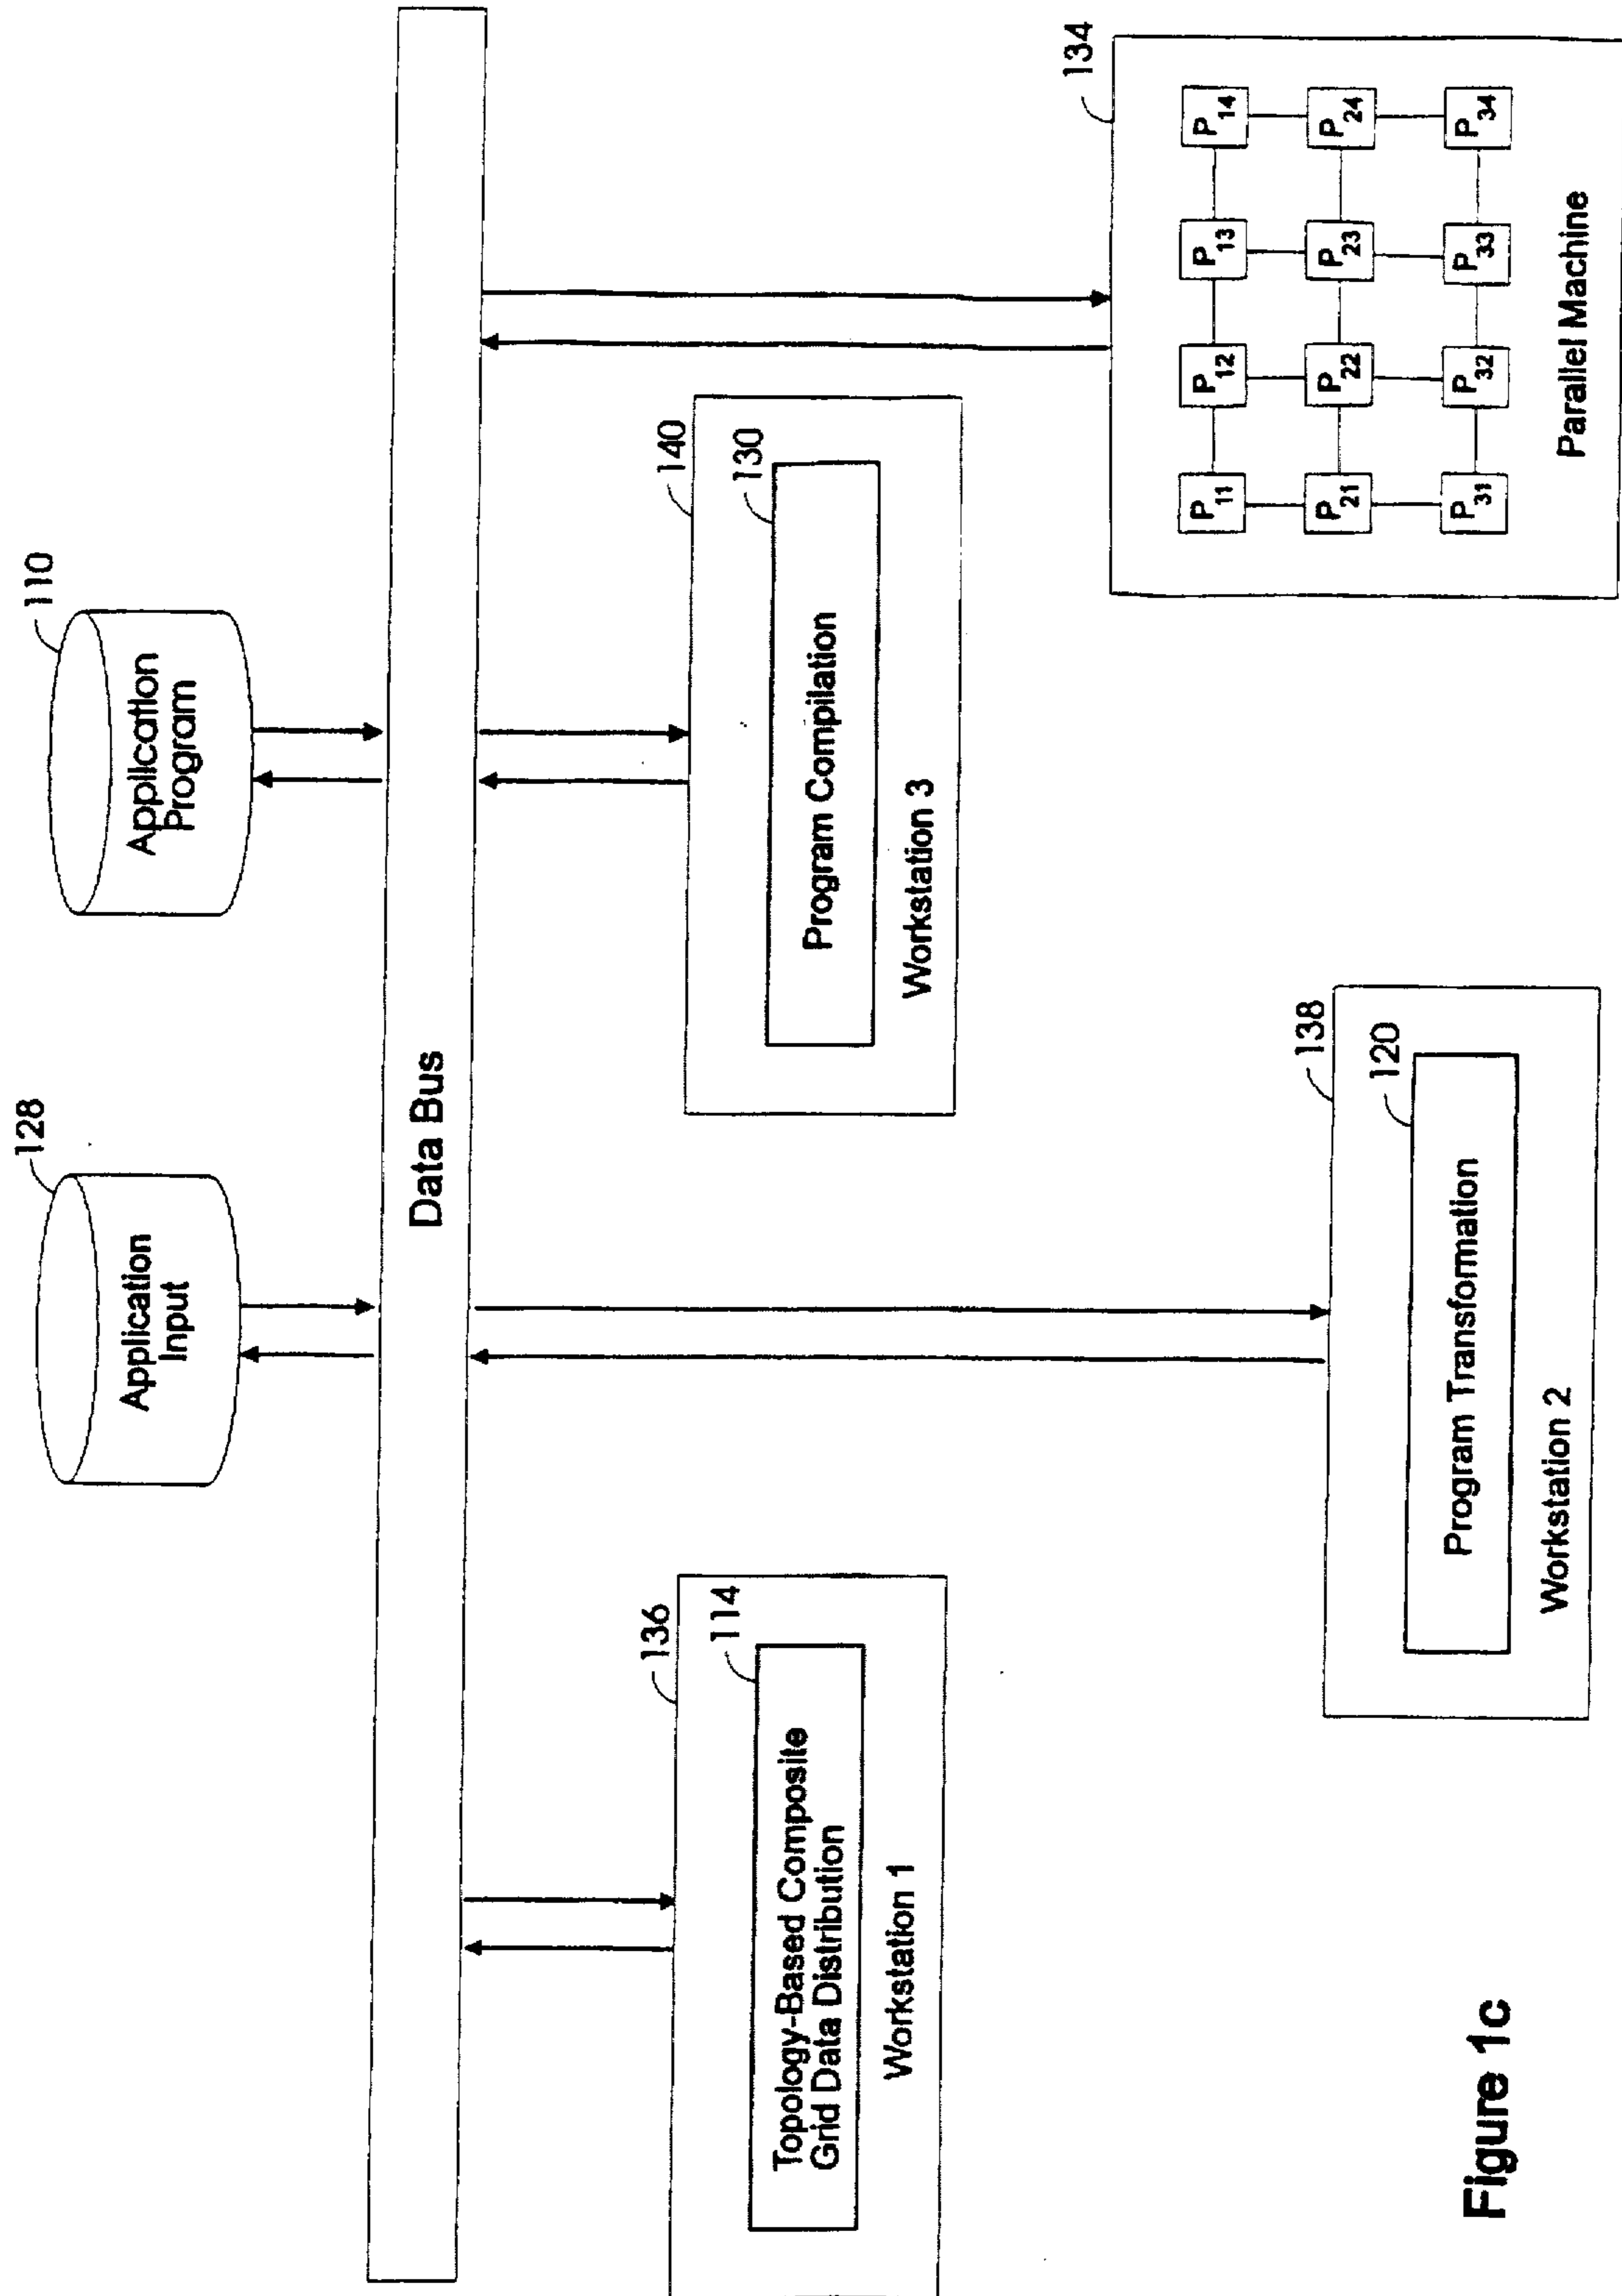 128
Application
Input
110
Application
Program
Data Bus
136
114
Topology-Based Composite
Grid Data Distribution
Workstation 1
138
120
Program Transformation
Workstation 2
140
130
Program Compilation
Workstation 3
134
P11 P12 P13 P14
P21 P22 P23 P24
P31 P32 P33 P34
Parallel Machine
Figure 1c